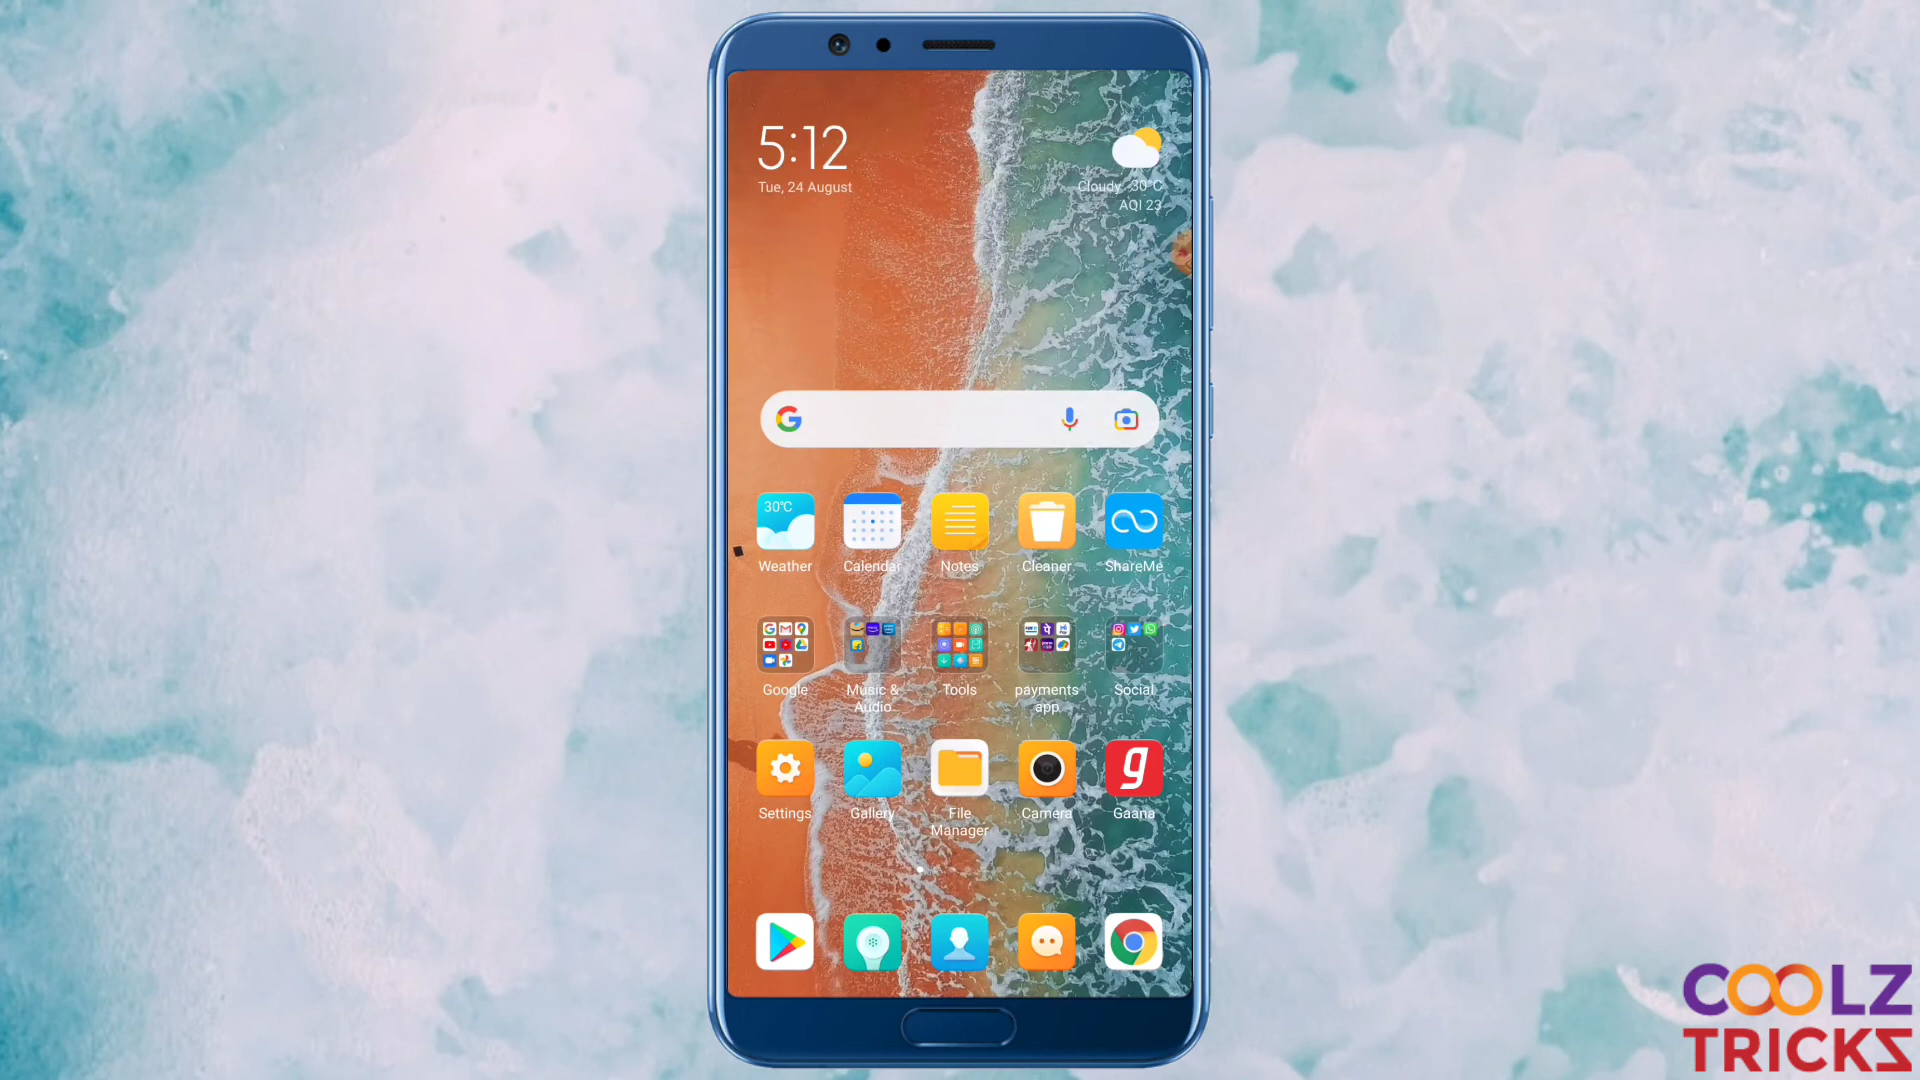 5:12
Tue, 24 August
Cloudy 30°C
AQI 23
30°C
Weather
Calendar
Notes
Cleaner
ShareMe
Google
Music &
Audio
Tools
payments
app
Social
Settings
Gallery
File
Manager
Camera
Gaana
COOLZ
TRICKS